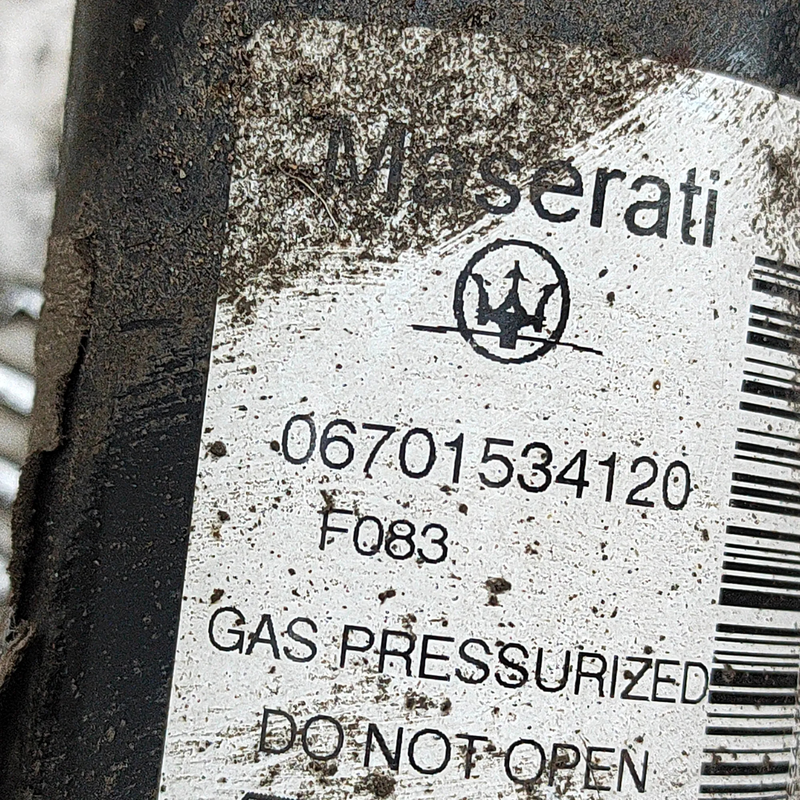 Maserati
06701534120
F083
GAS PRESSURIZED
DO NOT OPEN